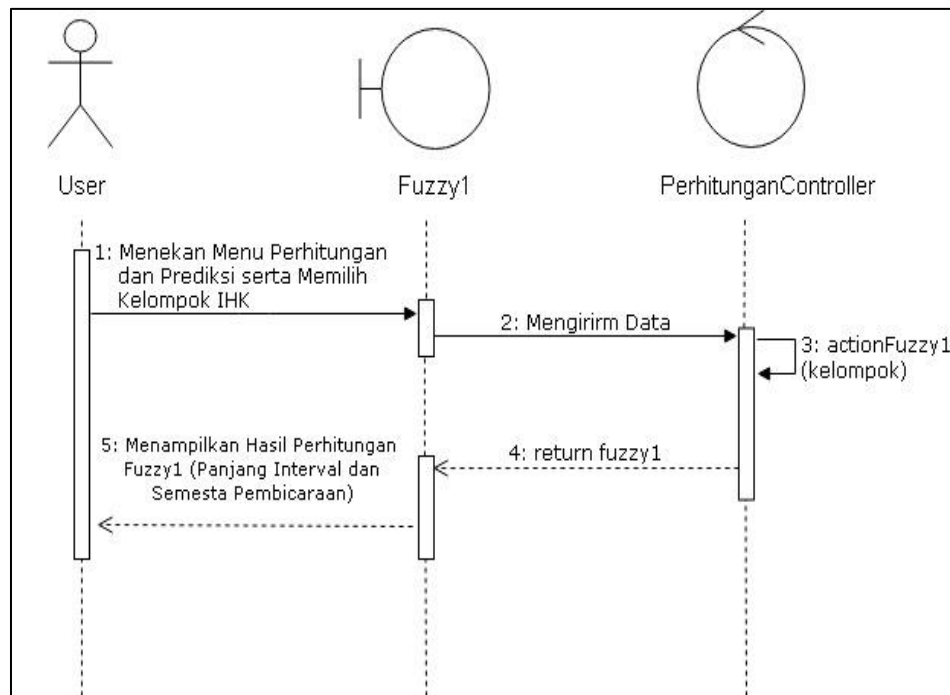 User
Fuzzy1
PerhitunganController
1: Menekan Menu Perhitungan
dan Prediksi serta Memilih
Kelompok IHK
2: Mengirirm Data
3: actionFuzzy1
(kelompok)
4: return fuzzy1
5: Menampilkan Hasil Perhitungan
Fuzzy1 (Panjang Interval dan
Semesta Pembicaraan)